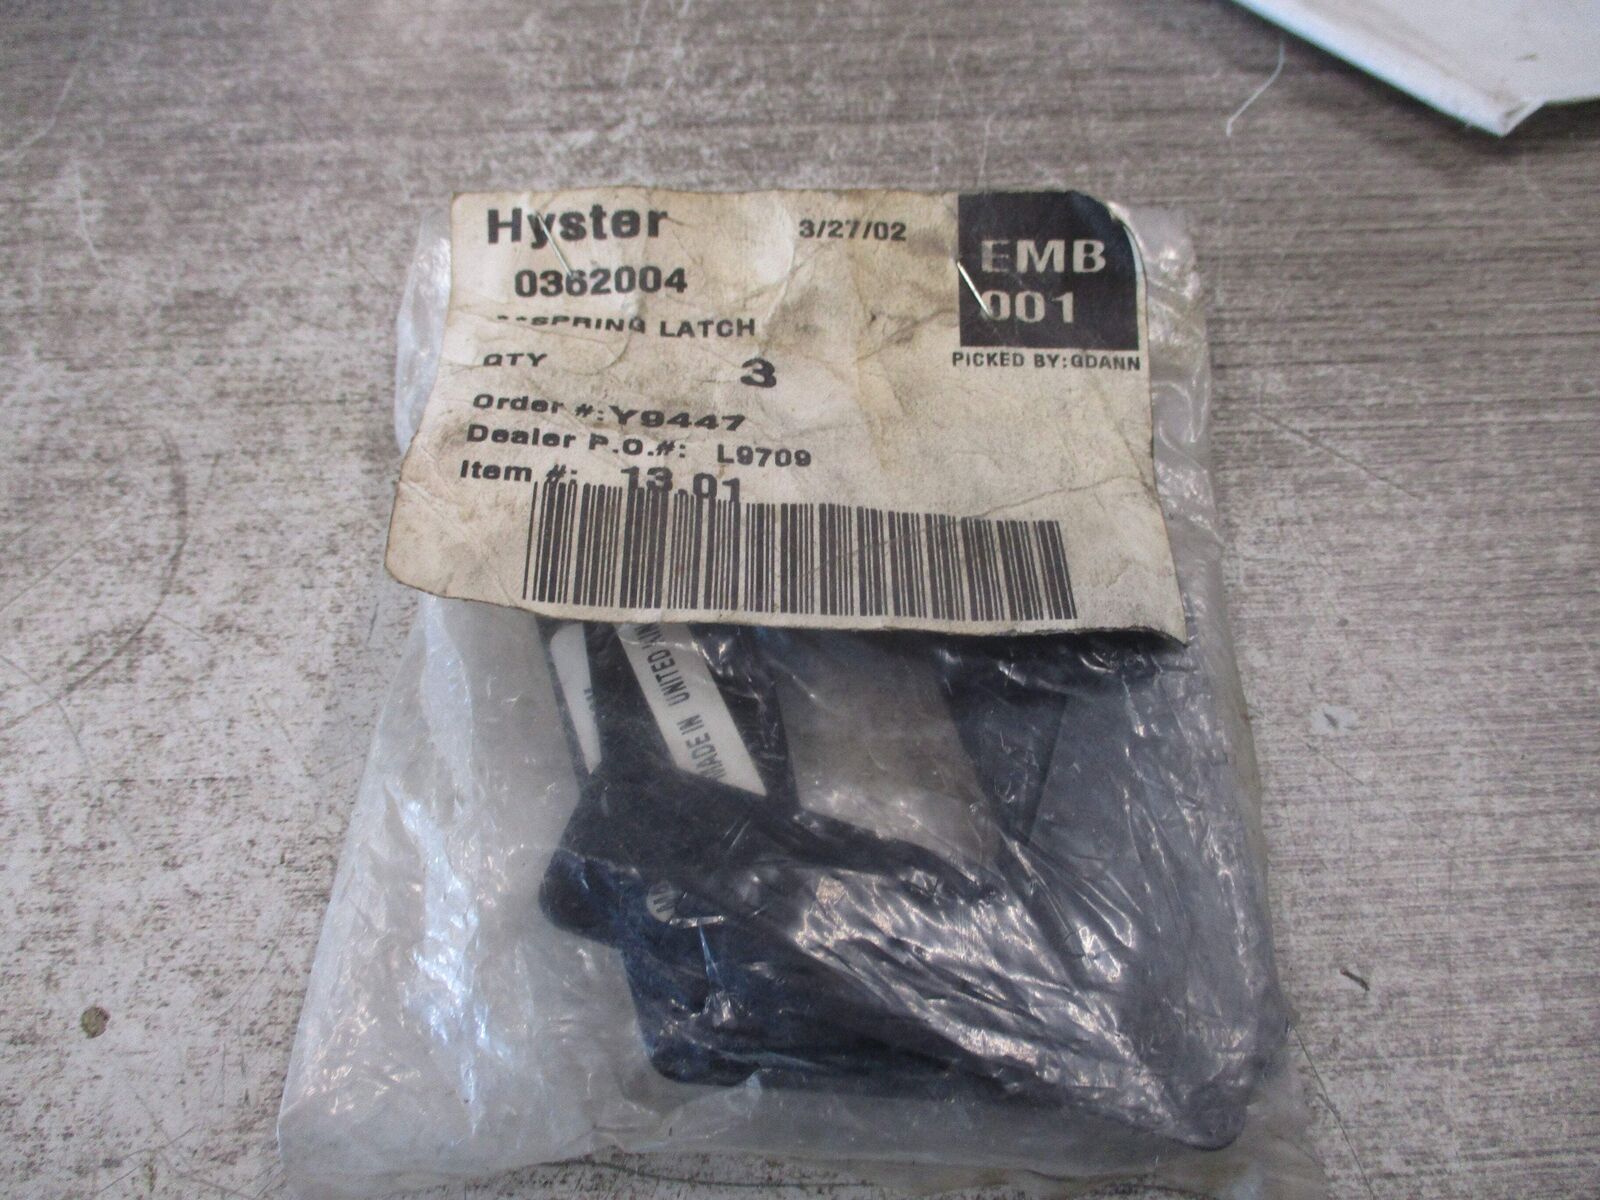 Hyster 3/27/02
EMB
001
0362004
SPRING LATCH
PICKED BY:GDANN
QTY 3
Order #:Y9447
Dealer P.O.#: L9709
Item #: 13.01
MADE IN UNITED